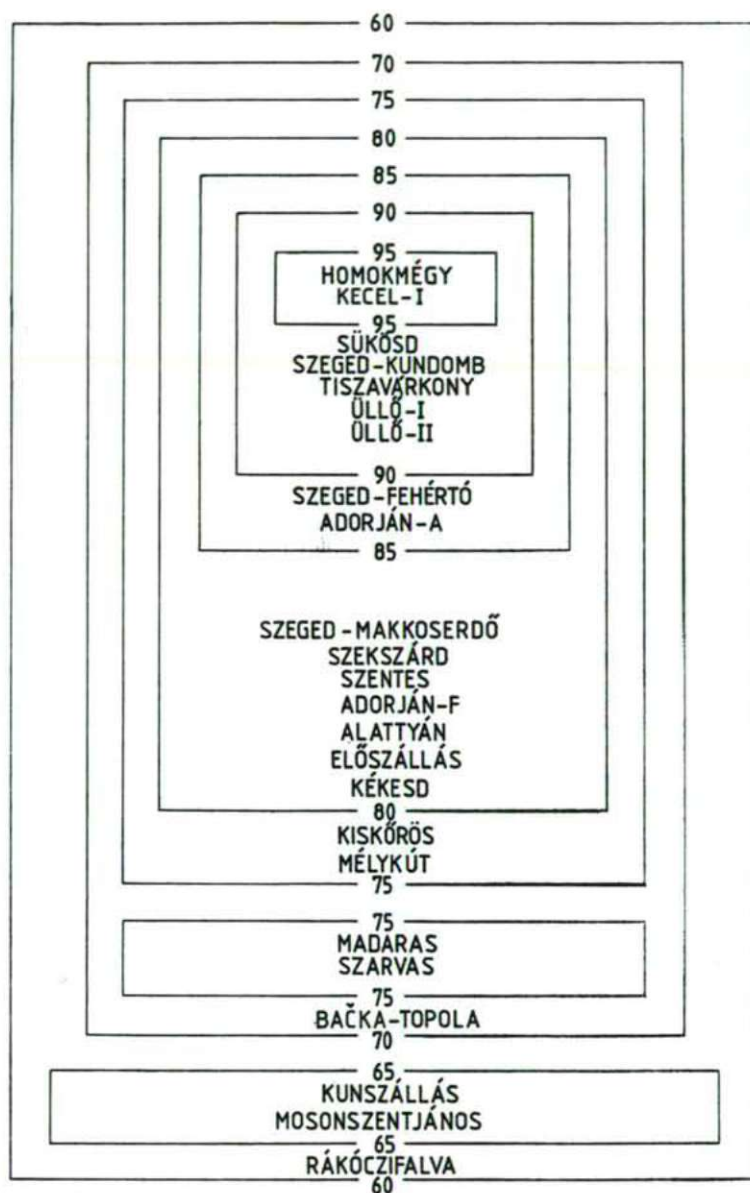 60
70
75
80
85
90
95
HOMOKMÉGY
KECEL-I
95
SÜKÖSD
SZEGED-KUNDOMB
TISZAVÁRKONY
ÜLLŐ-I
ÜLLŐ-II
90
SZEGED-FEHÉRTÓ
ADORJÁN-A
85
SZEGED-MAKKOSERDŐ
SZEKSZÁRD
SZENTES
ADORJÁN-F
ALATTYÁN
ELŐSZÁLLÁS
KÉKESD
80
KISKŐRÖS
MÉLYKÚT
75
75
MADARAS
SZARVAS
75
BAČKA-TOPOLA
70
65
KUNSZÁLLÁS
MOSONSZENTJÁNOS
65
RÁKÓCZIFALVA
60